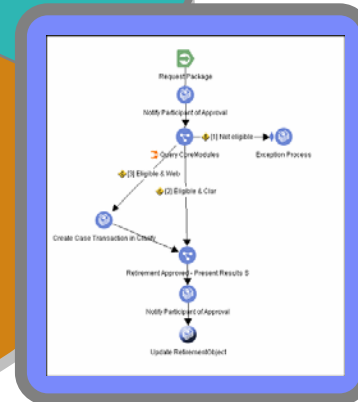 Request Package
Notify Participant of Approval
[1] Not eligible
Query CoreModules
Exception Process
[3] Eligible & Web
[2] Eligible & Clar
Create Case Transaction in
Retirement Approved - Present Results S
Notify Participant of Approval
Update RetirementObject